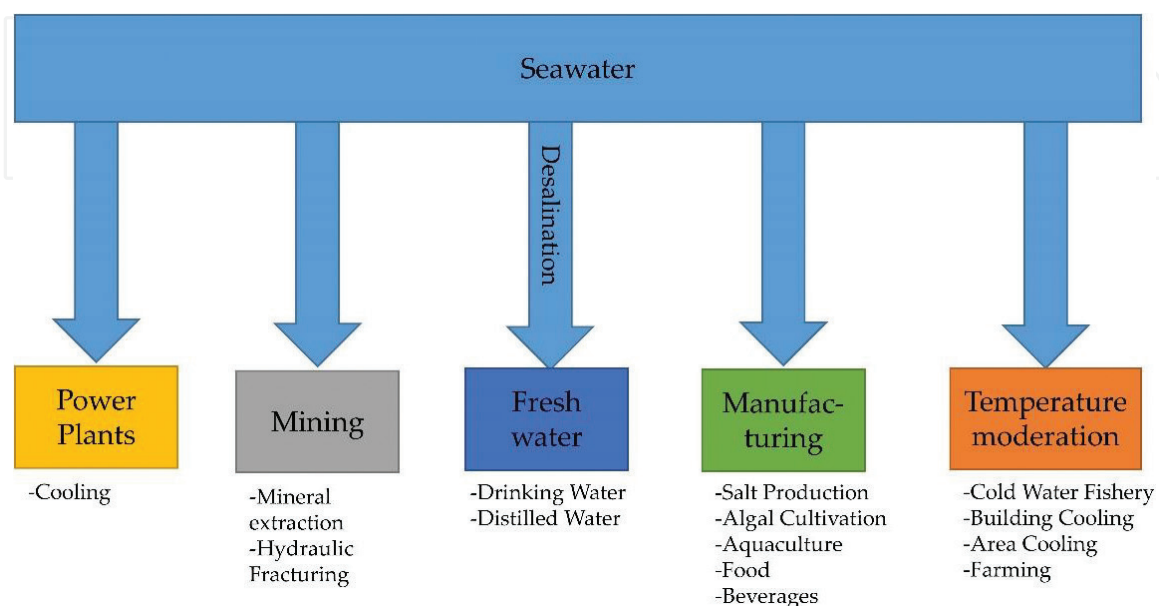 Seawater
Desalination
Power
Plants
-Cooling
Mining
-Mineral
extraction
-Hydraulic
Fracturing
Fresh
water
-Drinking Water
-Distilled Water
Manufac-
turing
-Salt Production
-Algal Cultivation
-Aquaculture
-Food
-Beverages
Temperature
moderation
-Cold Water Fishery
-Building Cooling
-Area Cooling
-Farming